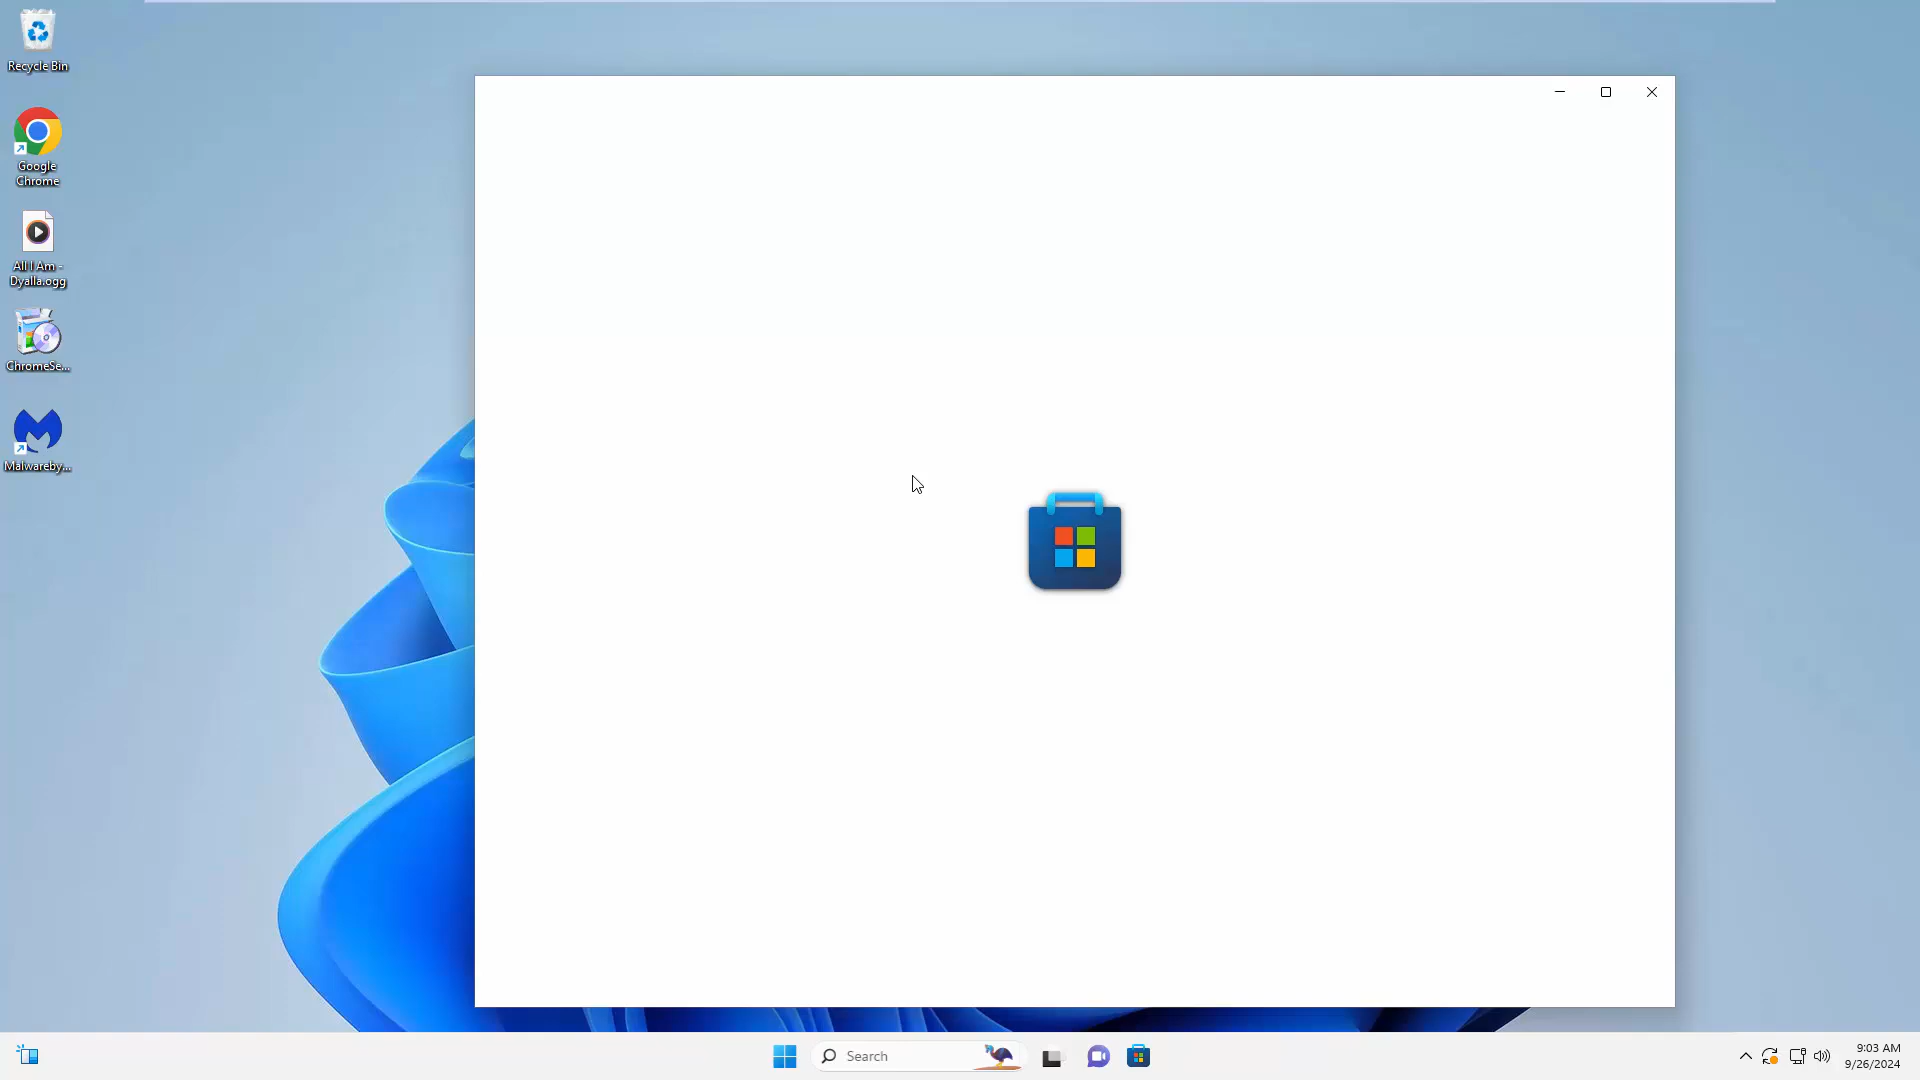 Recycle Bin
Google
Chrome
All I Am -
Dyalla.ogg
ChromeSe...
Malwareby...
Search
9:03 AM
9/26/2024